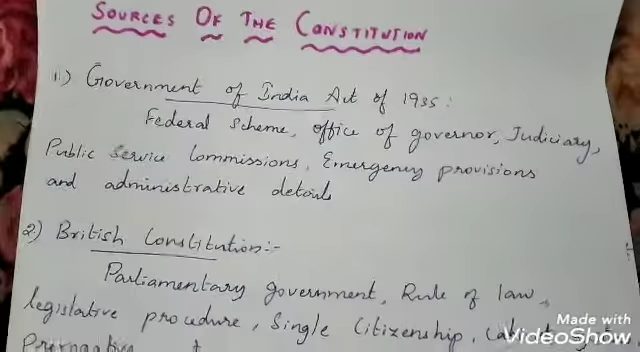 SOURCES OF THE CONSTITUTION
1) Government of India Act of 1935:
Federal Scheme, office of governor, Judiciary,
Public Service Commissions, Emergency provisions
and administrative details
2) British Constitution:-
Parliamentary government, Rule of law,
legislative procedure, Single Citizenship,
Made with
VideoShow